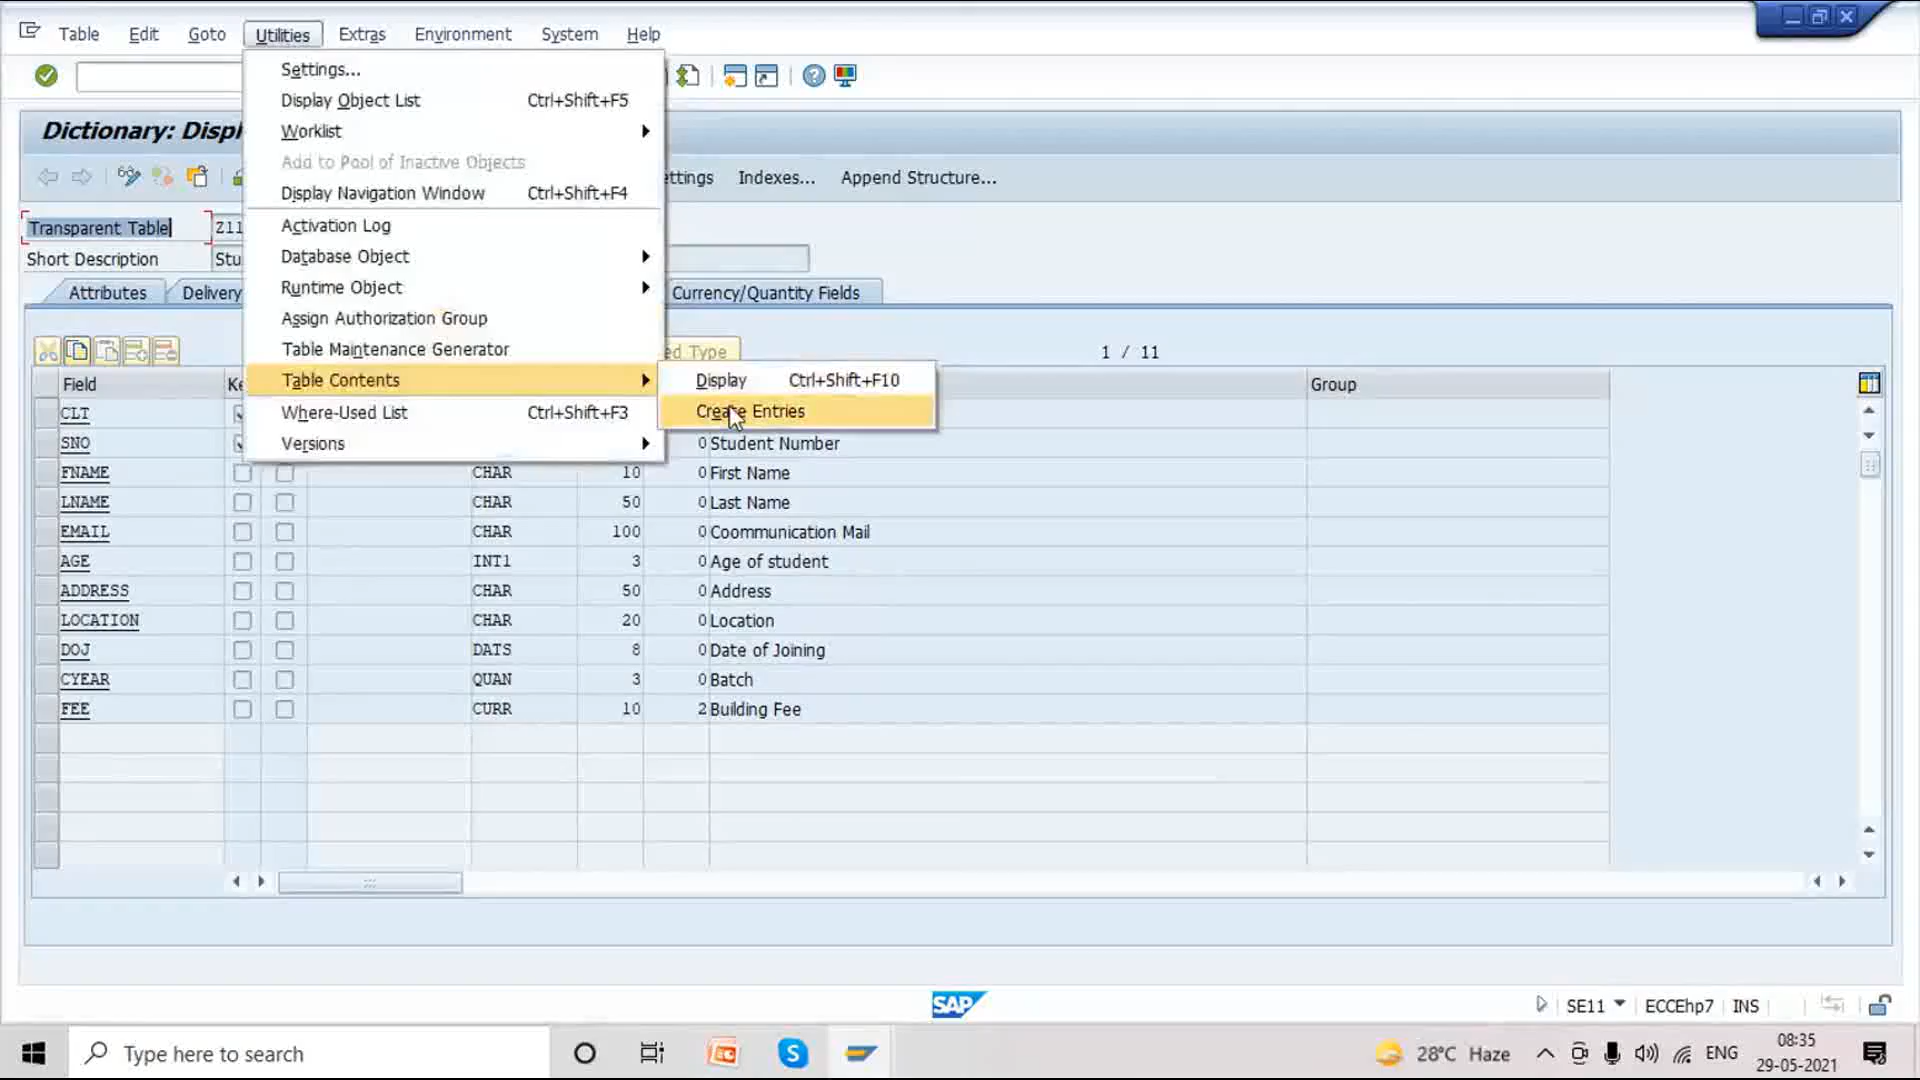 Table Edit Goto Utilities Extras Environment System Help
Settings...
Display Object List Ctrl+Shift+F5
Worklist
Add to Pool of Inactive Objects
Display Navigation Window Ctrl+Shift+F4
Activation Log
Database Object
Runtime Object
Assign Authorization Group
Table Maintenance Generator
Table Contents
Where-Used List Ctrl+Shift+F3
Versions
Display Ctrl+Shift+F10
Create Entries
Dictionary: Displ
ettings Indexes... Append Structure...
Transparent Table Z11
Short Description Stu
Attributes Delivery Currency/Quantity Fields
ed Type 1 / 11
Field Ke Group
CLT
SNO 0 Student Number
FNAME CHAR 10 0 First Name
LNAME CHAR 50 0 Last Name
EMAIL CHAR 100 0 Coommunication Mail
AGE INT1 3 0 Age of student
ADDRESS CHAR 50 0 Address
LOCATION CHAR 20 0 Location
DOJ DATS 8 0 Date of Joining
CYEAR QUAN 3 0 Batch
FEE CURR 10 2 Building Fee
SAP
SE11 ECCEhp7 INS
Type here to search
28°C Haze ENG
08:35
29-05-2021